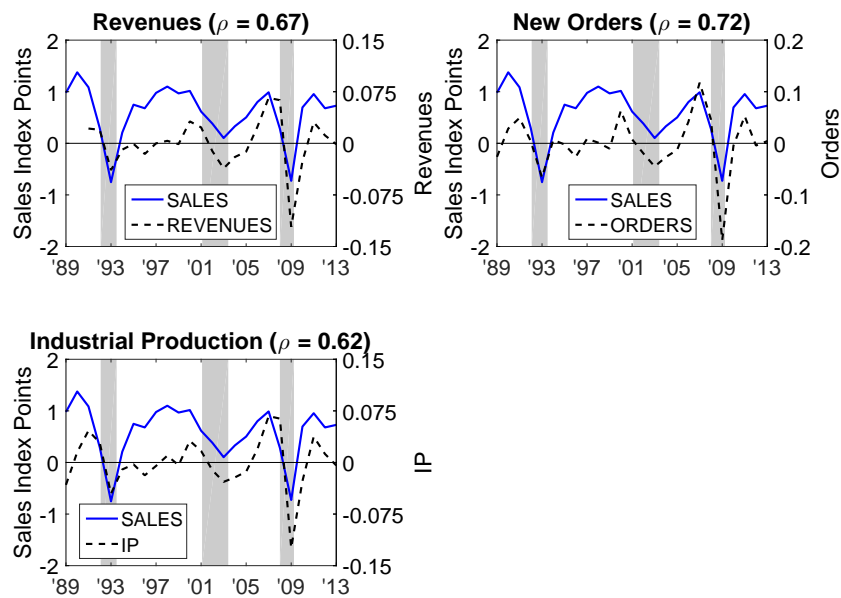 Revenues (ρ = 0.67)
2
1
0
-1
-2
Sales Index Points
0.15
0.075
0
-0.075
-0.15
Revenues
SALES
REVENUES
'89 '93 '97 '01 '05 '09 '13
New Orders (ρ = 0.72)
2
1
0
-1
-2
Sales Index Points
0.2
0.1
0
-0.1
-0.2
Orders
SALES
ORDERS
'89 '93 '97 '01 '05 '09 '13
Industrial Production (ρ = 0.62)
2
1
0
-1
-2
Sales Index Points
0.15
0.075
0
-0.075
-0.15
IP
SALES
IP
'89 '93 '97 '01 '05 '09 '13